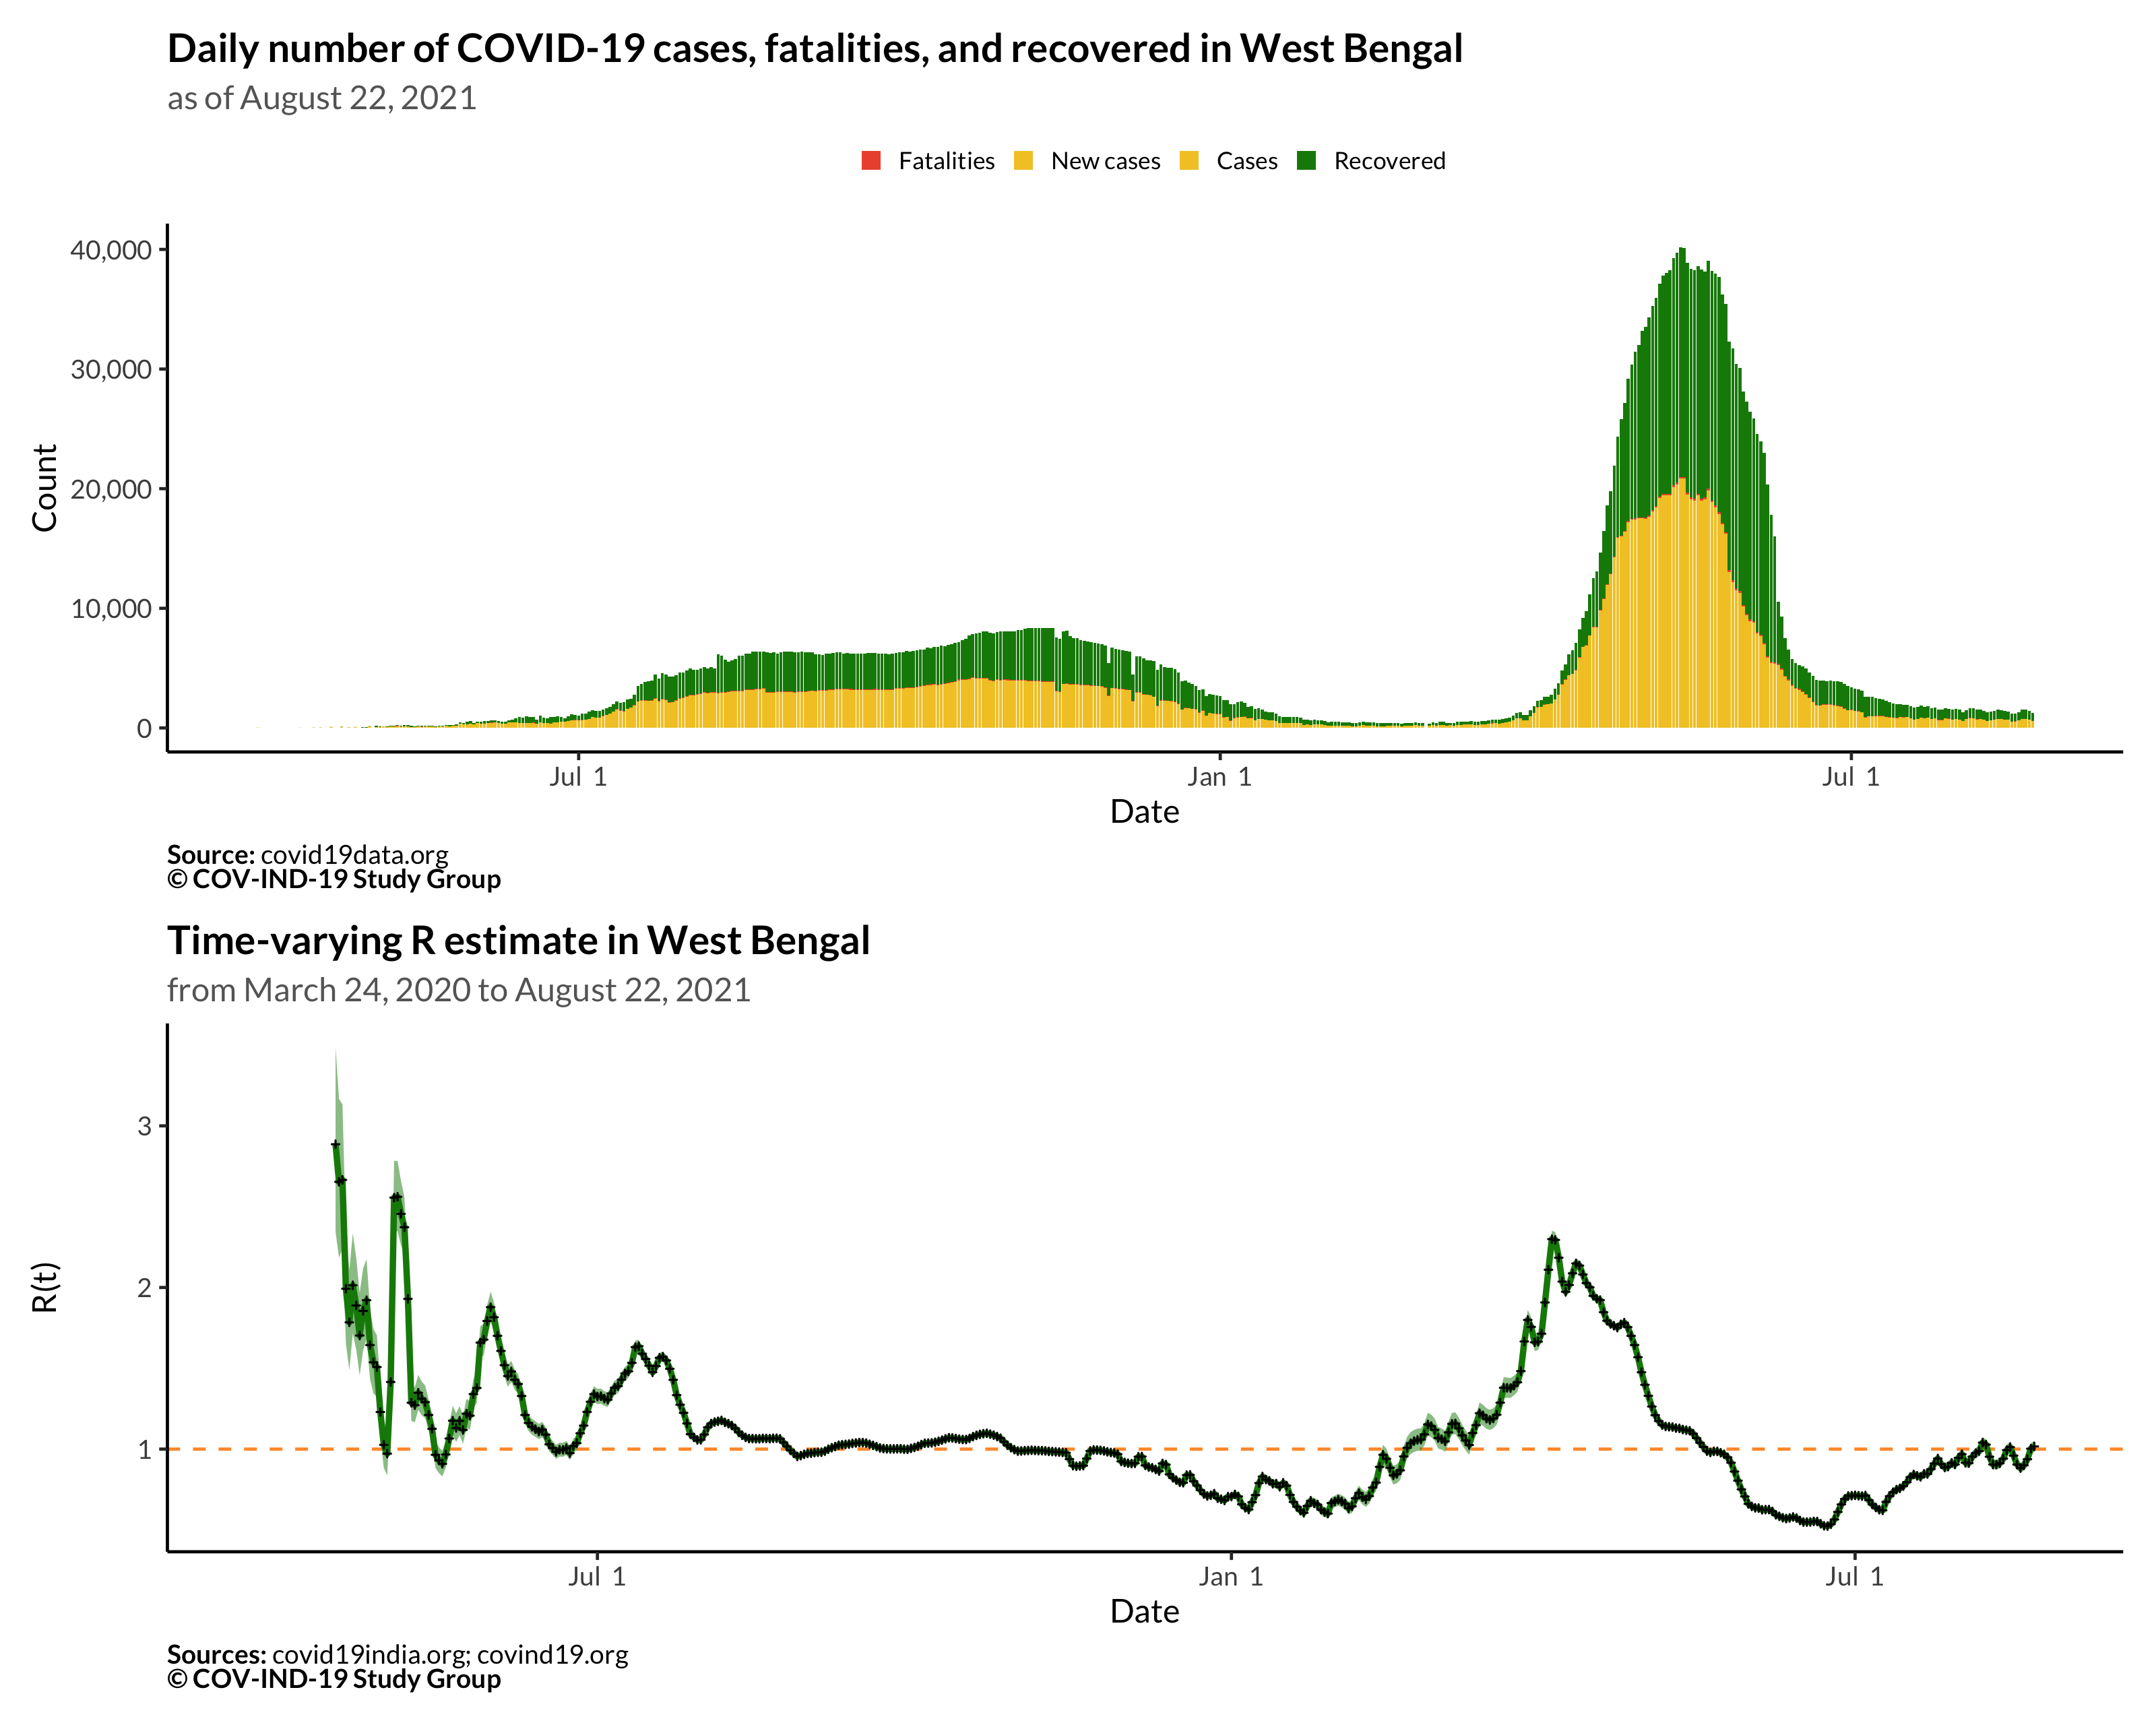 Daily number of COVID-19 cases, fatalities, and recovered in West Bengal
as of August 22, 2021
Fatalities New cases Cases Recovered
40,000
30,000
20,000
10,000
0
Count
Jul 1 Jan 1 Jul 1
Date
Source: covid19data.org
© COV-IND-19 Study Group
Time-varying R estimate in West Bengal
from March 24, 2020 to August 22, 2021
3
2
1
R(t)
Jul 1 Jan 1 Jul 1
Date
Sources: covid19india.org; covind19.org
© COV-IND-19 Study Group